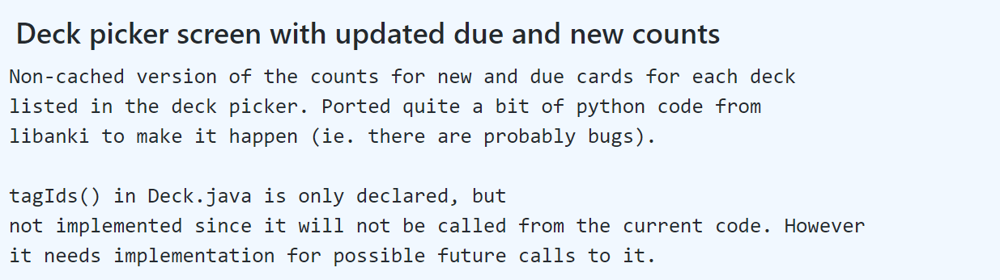 Deck picker screen with updated due and new counts
Non-cached version of the counts for new and due cards for each deck
listed in the deck picker. Ported quite a bit of python code from
libanki to make it happen (ie. there are probably bugs).
tagIds() in Deck.java is only declared, but
not implemented since it will not be called from the current code. However
it needs implementation for possible future calls to it.